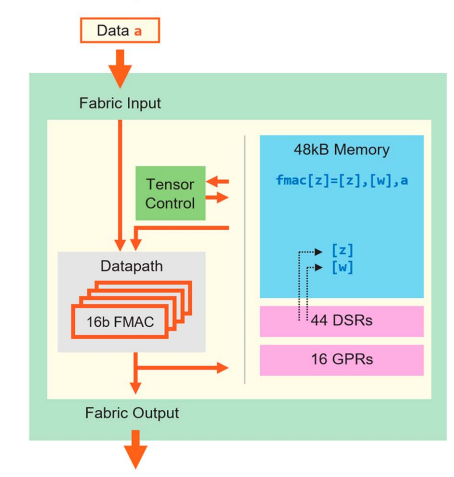 Data a
Fabric Input
48kB Memory
fmac[z]=[z],[w],a
Tensor
Control
[z]
[w]
Datapath
16b FMAC
44 DSRs
16 GPRs
Fabric Output